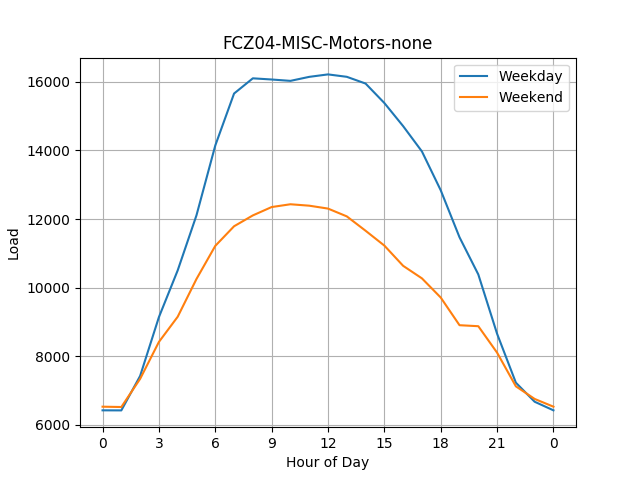 FCZ04-MISC-Motors-none
Weekday
Weekend
16000
14000
12000
10000
8000
6000
Load
0 3 6 9 12 15 18 21 0
Hour of Day